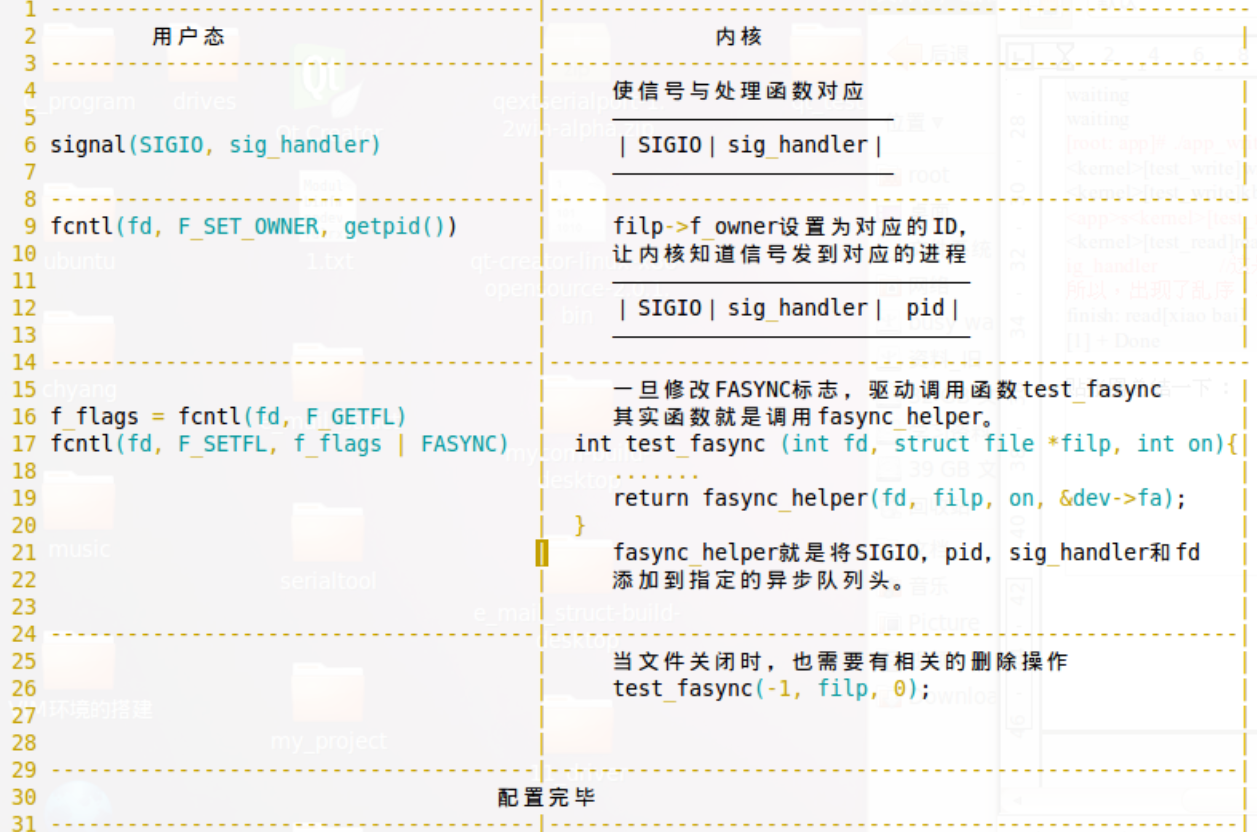 1 ---------------------------------------|-------------------------------------------------------
2 用户态 | 内核 |
3 ---------------------------------------|-------------------------------------------------------
4 | 使信号与处理函数对应
5 |
6 signal(SIGIO, sig_handler) | | SIGIO | sig_handler |
7 |
8 ---------------------------------------|-------------------------------------------------------
9 fcntl(fd, F_SET_OWNER, getpid()) | filp->f_owner设置为对应的ID,
10 | 让内核知道信号发到对应的进程
11 |
12 | | SIGIO | sig_handler | pid |
13 |
14 ---------------------------------------|-------------------------------------------------------
15 | 一旦修改FASYNC标志，驱动调用函数test_fasync
16 f_flags = fcntl(fd, F_GETFL) | 其实函数就是调用fasync_helper。
17 fcntl(fd, F_SETFL, f_flags | FASYNC) | int test_fasync (int fd, struct file *filp, int on){
18 | .......
19 | return fasync_helper(fd, filp, on, &dev->fa);
20 | }
21 | fasync_helper就是将SIGIO，pid，sig_handler和fd
22 | 添加到指定的异步队列头。
23 |
24 ---------------------------------------|-------------------------------------------------------
25 | 当文件关闭时，也需要有相关的删除操作
26 | test_fasync(-1, filp, 0);
27 |
28 |
29 ---------------------------------------|-------------------------------------------------------
30 配置完毕
31 ---------------------------------------|-------------------------------------------------------